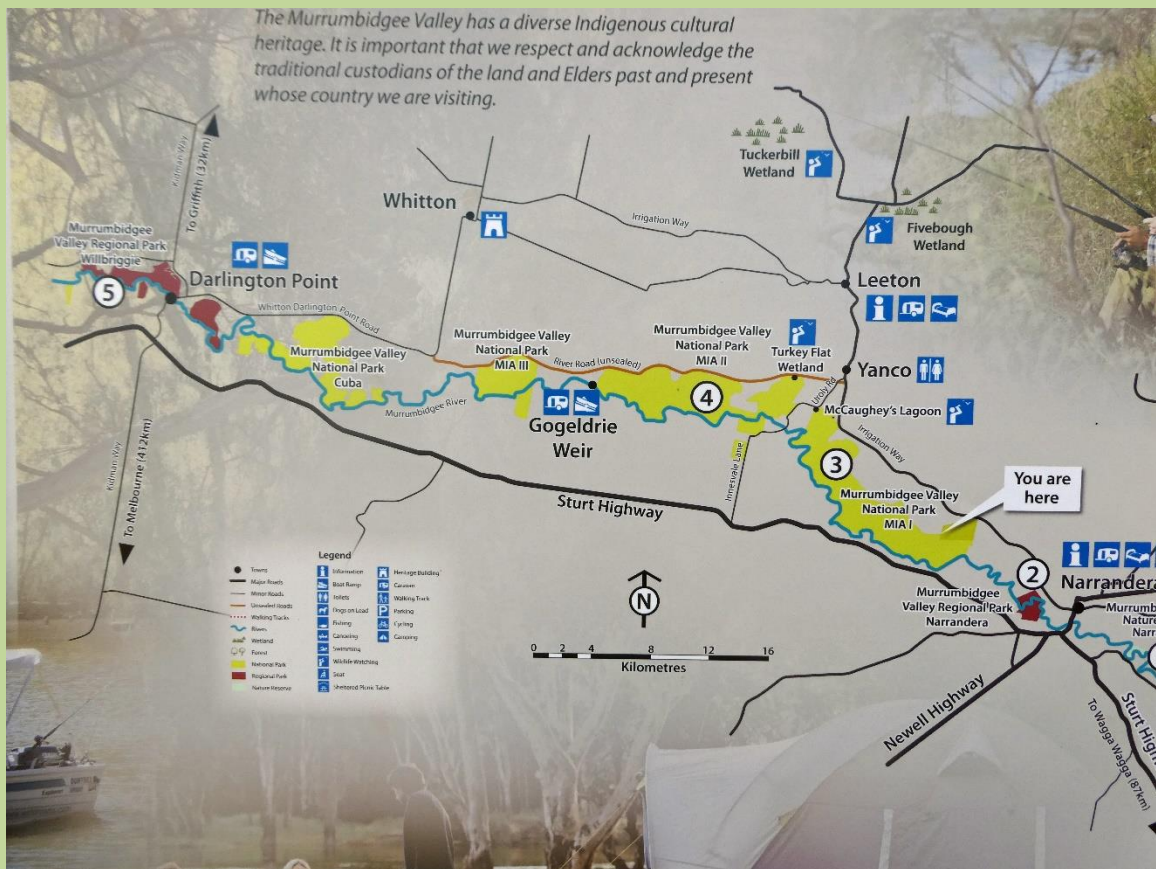 The Murrumbidgee Valley has a diverse Indigenous cultural
heritage. It is important that we respect and acknowledge the
traditional custodians of the land and Elders past and present
whose country we are visiting.
Kidman Way
To Griffith (32km)
Tuckerbill
Wetland
Whitton
Irrigation Way
Fivebough
Wetland
Murrumbidgee
Valley Regional Park
Willbriggie
5
Darlington Point
Leeton
Whitton Darlington Point Road
Murrumbidgee Valley
National Park
Cuba
Murrumbidgee Valley
National Park
MIA III
River Road (unsealed)
Murrumbidgee Valley
National Park
MIA II
Turkey Flat
Wetland
Yanco
4
Uroly Rd
McCaughey's Lagoon
Murrumbidgee River
Gogeldrie
Weir
Irrigation Way
Innesvale Lane
3
Kidman Way
To Melbourne (412km)
Sturt Highway
Murrumbidgee Valley
National Park
MIA I
You are
here
Legend
Towns
Major Roads
Minor Roads
Unsealed Roads
Walking Tracks
Rivers
Wetland
Forest
National Park
Regional Park
Nature Reserve
Information
Boat Ramp
Toilets
Dogs on Lead
Fishing
Canoeing
Swimming
Wildlife Watching
Seat
Sheltered Picnic Table
Heritage Building
Caravan
Walking Track
P
Parking
Cycling
Camping
N
0 2 4 8 12 16
Kilometres
2
Narrandera
Murrumbidgee
Valley Regional Park
Narrandera
Murrumb
Nature
Narr
Newell Highway
Sturt High
To Wagga Wagga (87km)